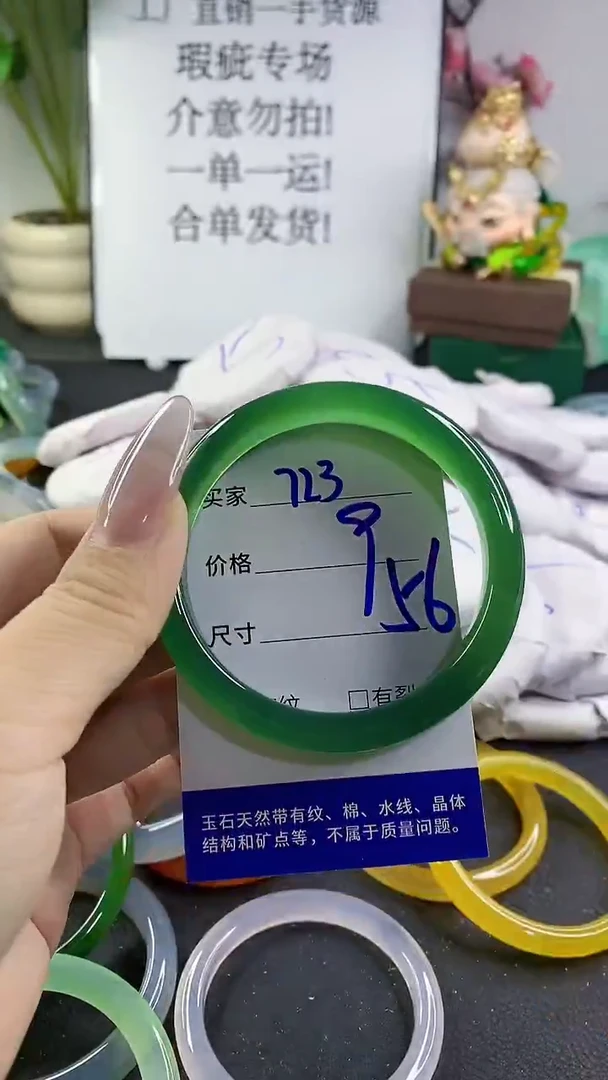 工厂直销一手货源
瑕疵专场
介意勿拍!
一单一运!
合单发货!
买家 723
价格 9
尺寸 56
纹 □有裂
玉石天然带有纹、棉、水线、晶体
结构和矿点等，不属于质量问题。